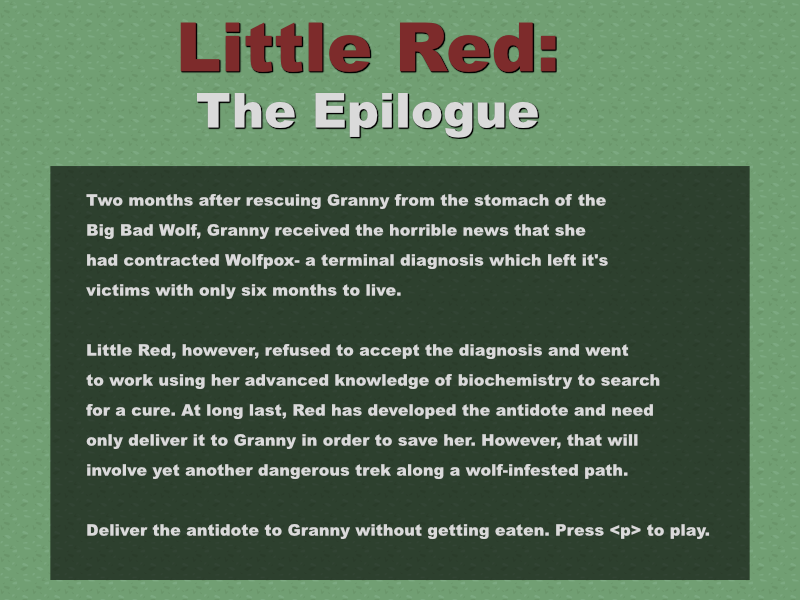 Little Red:
The Epilogue
Two months after rescuing Granny from the stomach of the
Big Bad Wolf, Granny received the horrible news that she
had contracted Wolfpox- a terminal diagnosis which left it's
victims with only six months to live.
Little Red, however, refused to accept the diagnosis and went
to work using her advanced knowledge of biochemistry to search
for a cure. At long last, Red has developed the antidote and need
only deliver it to Granny in order to save her. However, that will
involve yet another dangerous trek along a wolf-infested path.
Deliver the antidote to Granny without getting eaten. Press <p> to play.